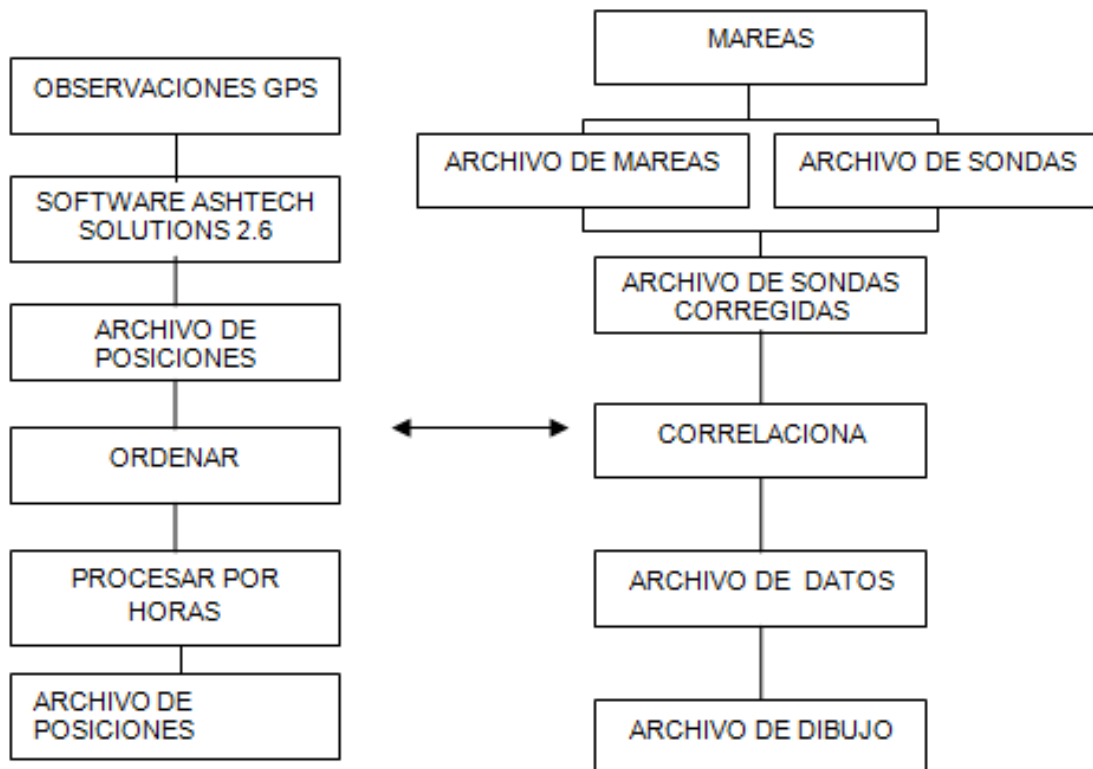 OBSERVACIONES GPS
SOFTWARE ASHTECH
SOLUTIONS 2.6
ARCHIVO DE
POSICIONES
ORDENAR
PROCESAR POR
HORAS
ARCHIVO DE
POSICIONES
MAREAS
ARCHIVO DE MAREAS
ARCHIVO DE SONDAS
ARCHIVO DE SONDAS
CORREGIDAS
CORRELACIONA
ARCHIVO DE DATOS
ARCHIVO DE DIBUJO